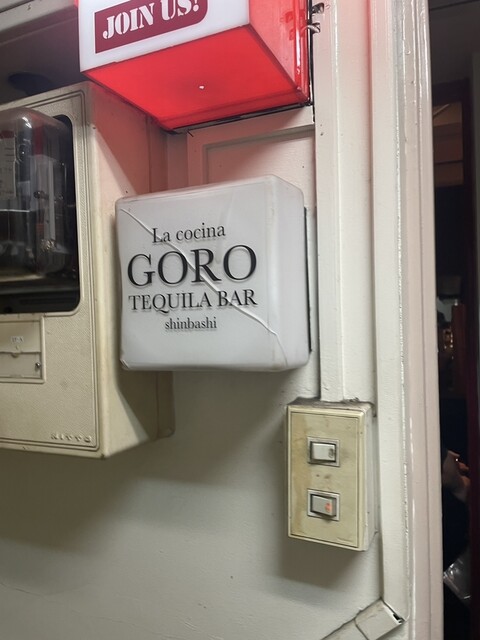 JOIN US!
La cocina
GORO
TEQUILA BAR
shinbashi